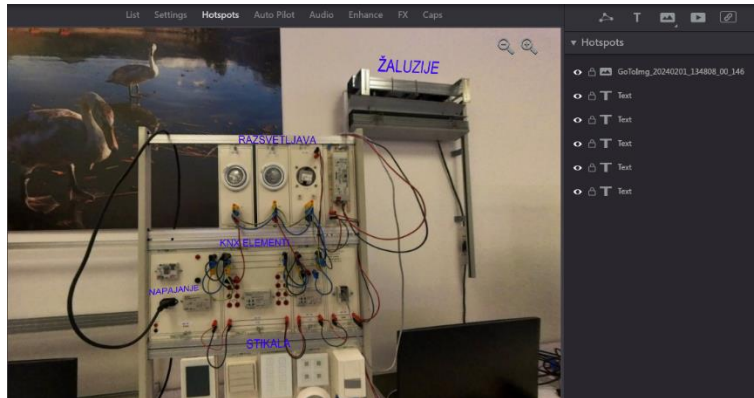 List Settings Hotspots Auto Pilot Audio Enhance FX Caps
T
Hotspots
GoToImg_20240201_134808_00_146
T Text
T Text
T Text
T Text
T Text
ŽALUZIJE
RAZSVETLJAVA
KNX ELEMENTI
NAPAJANJE
STIKALA